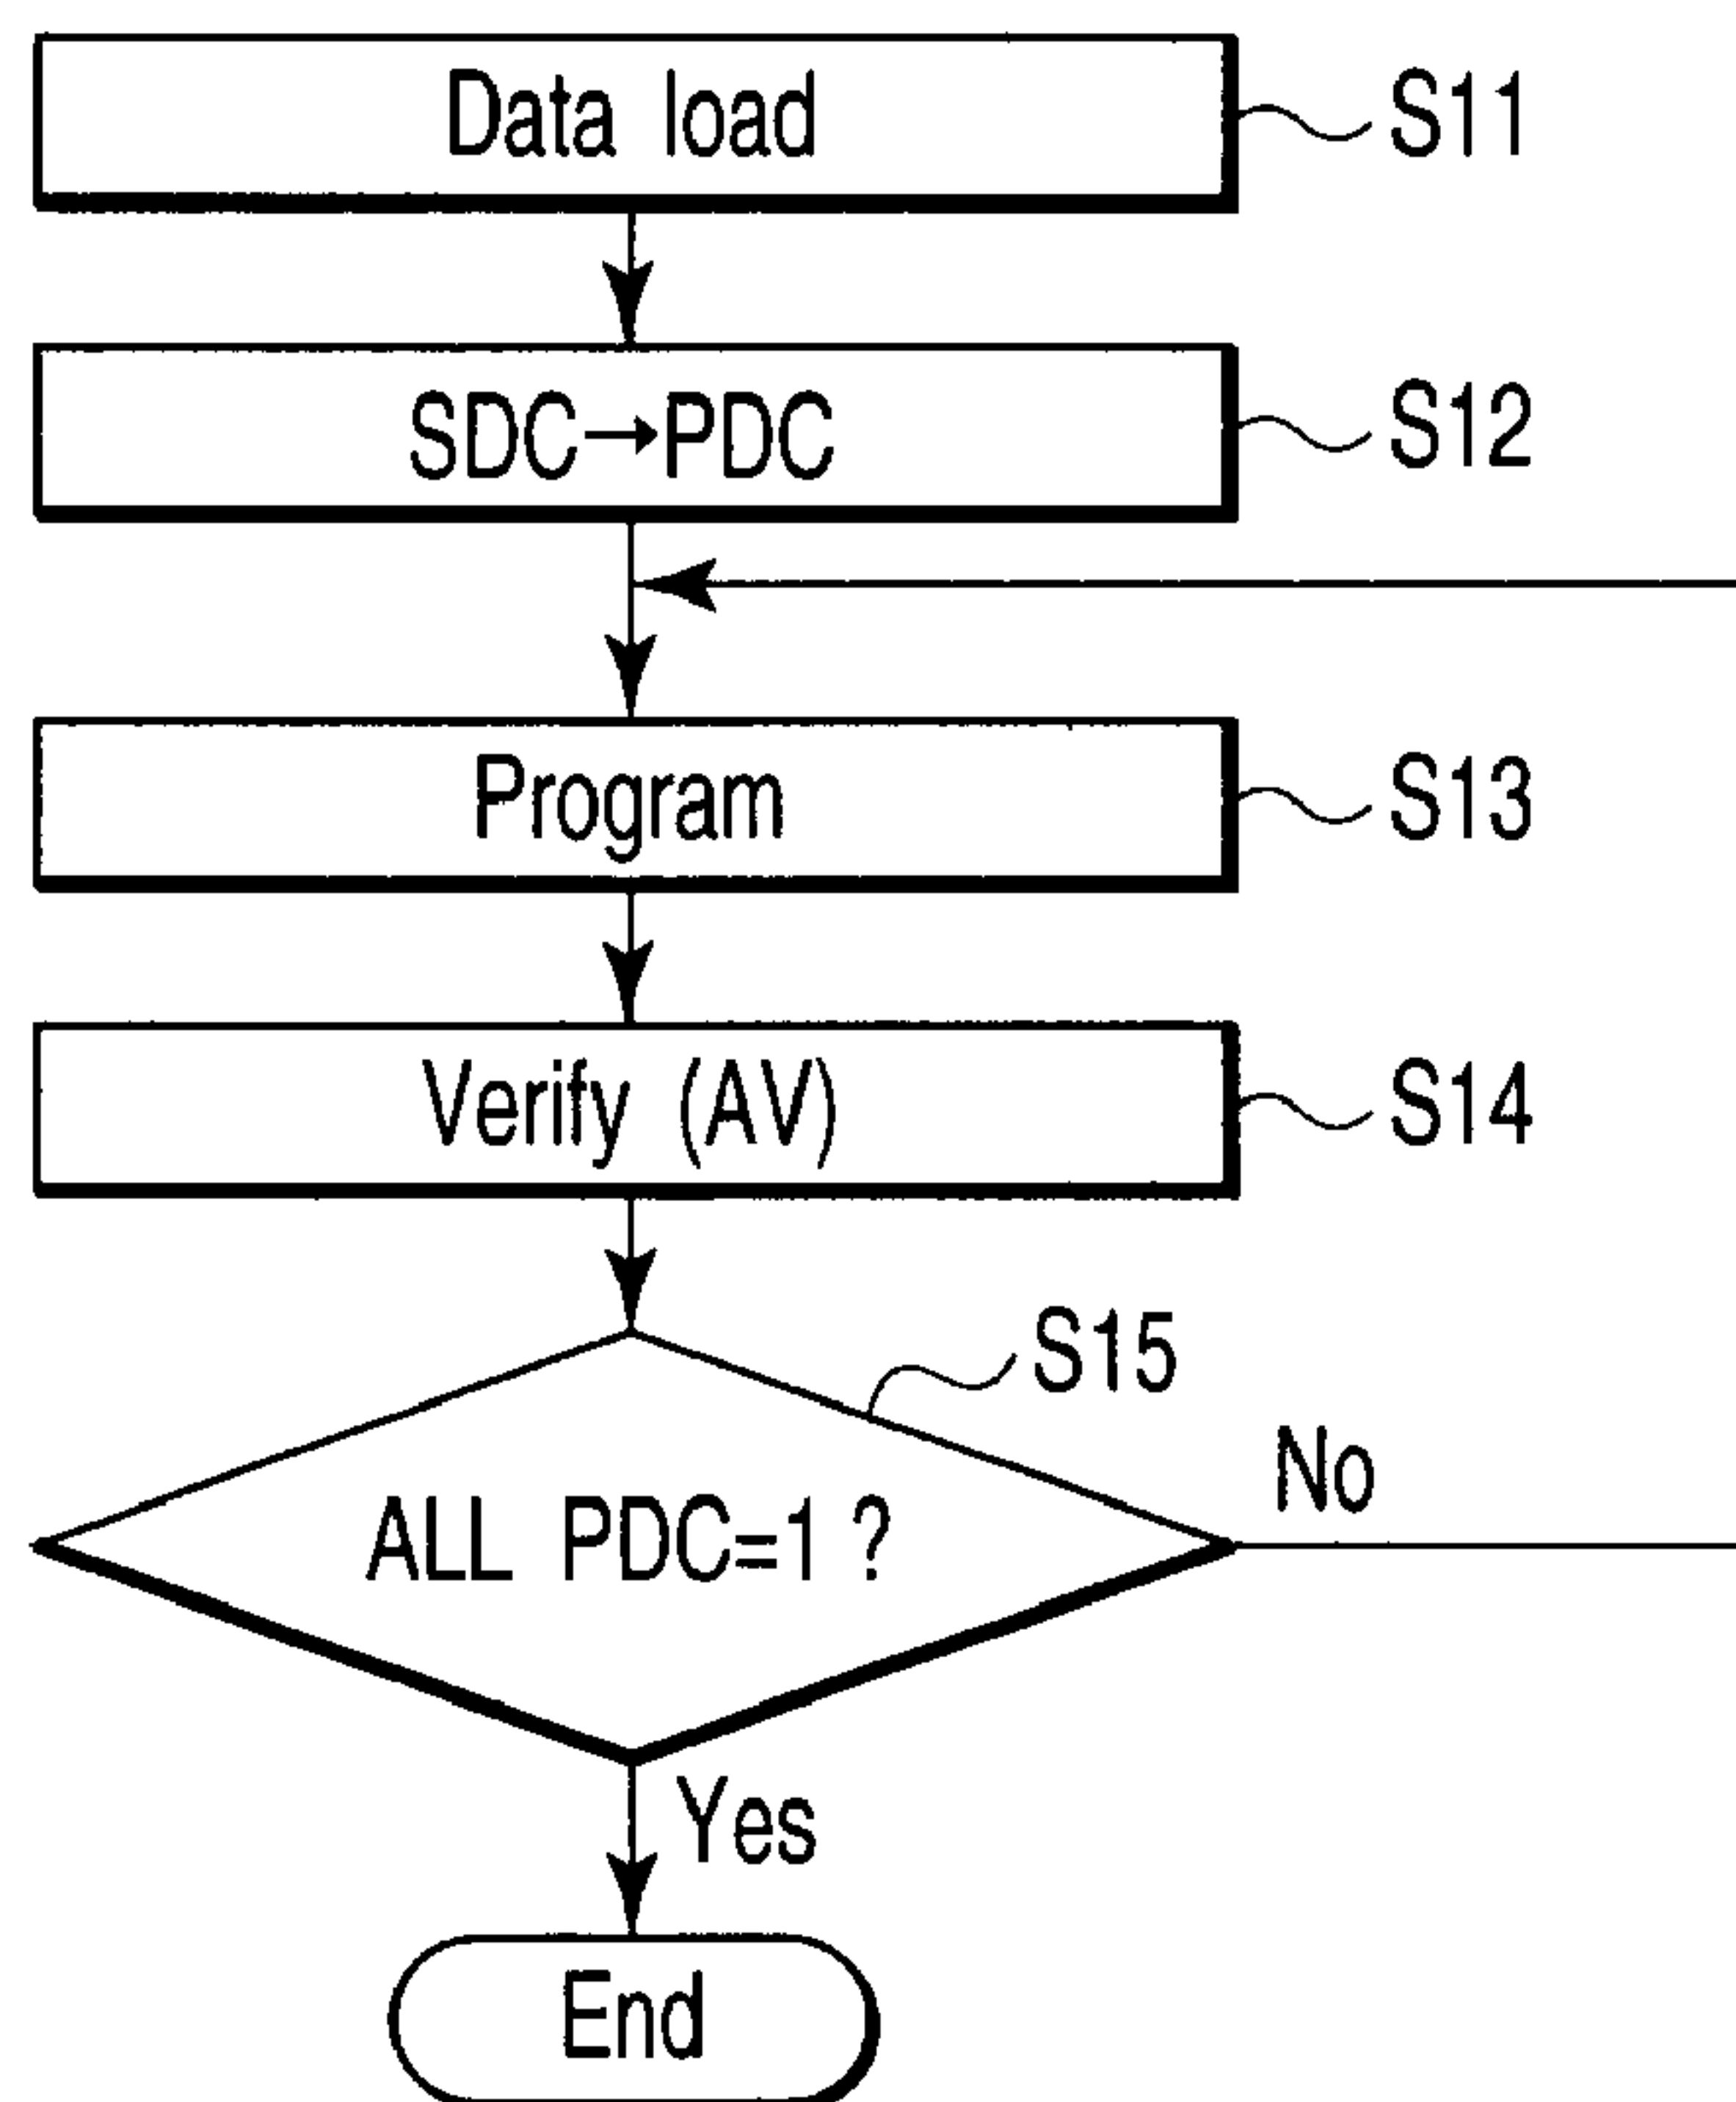 Data load S11
SDC→PDC S12
Program S13
Verify (AV) S14
S15
ALL PDC=1 ?
No
Yes
End